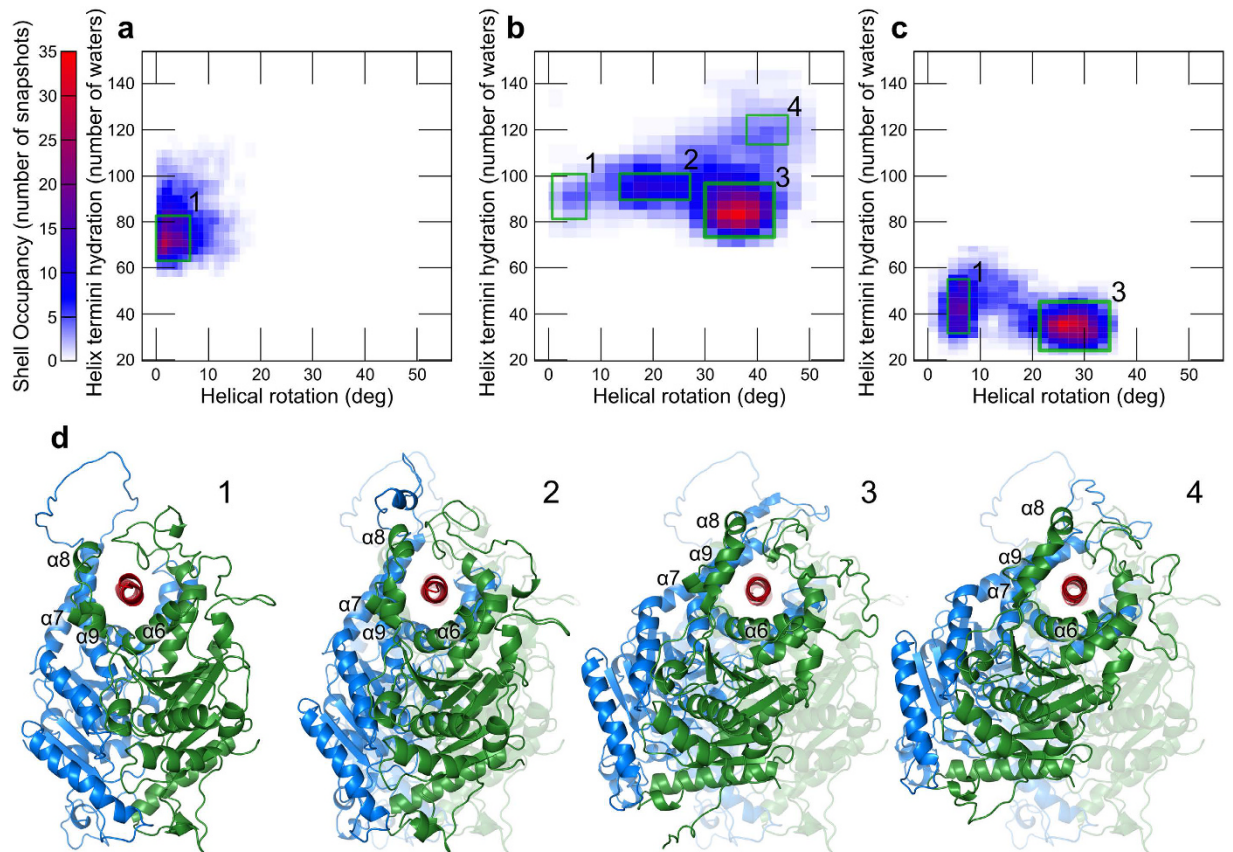 a
b
c
Shell Occupancy (number of snapshots)
35
30
25
20
15
10
5
0
Helix termini hydration (number of waters)
140
120
100
80
60
40
20
1
0 10 20 30 40 50
Helical rotation (deg)
Helix termini hydration (number of waters)
140
120
100
80
60
40
20
1
2
3
4
0 10 20 30 40 50
Helical rotation (deg)
Helix termini hydration (number of waters)
140
120
100
80
60
40
20
1
3
0 10 20 30 40 50
Helical rotation (deg)
d
1
α8
α7
α9
α6
2
α8
α7
α9
α6
3
α8
α9
α7
α6
4
α8
α9
α7
α6